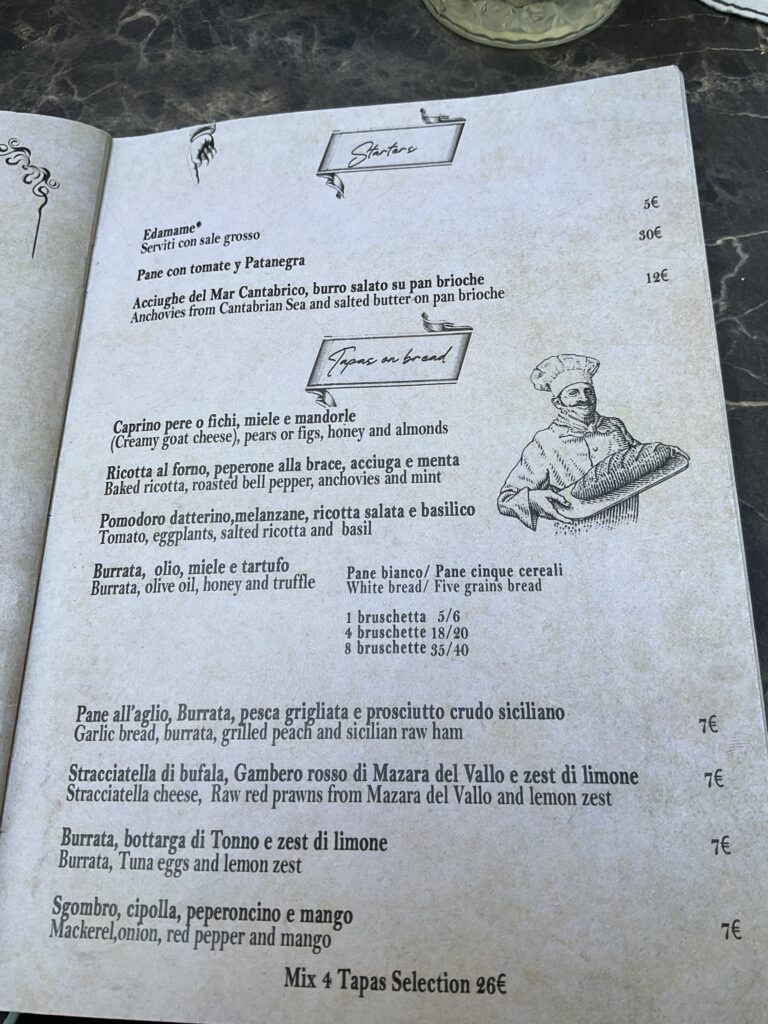 Starters
Edamame* 5€
Serviti con sale grosso
Pane con tomate y Patanegra 30€
Acciughe del Mar Cantabrico, burro salato su pan brioche 12€
Anchovies from Cantabrian Sea and salted butter on pan brioche
Tapas on bread
Caprino pere o fichi, miele e mandorle
(Creamy goat cheese), pears or figs, honey and almonds
Ricotta al forno, peperone alla brace, acciuga e menta
Baked ricotta, roasted bell pepper, anchovies and mint
Pomodoro datterino,melanzane, ricotta salata e basilico
Tomato, eggplants, salted ricotta and basil
Burrata, olio, miele e tartufo
Burrata, olive oil, honey and truffle
Pane bianco/ Pane cinque cereali
White bread/ Five grains bread
1 bruschetta 5/6
4 bruschette 18/20
8 bruschette 35/40
Pane all'aglio, Burrata, pesca grigliata e prosciutto crudo siciliano 7€
Garlic bread, burrata, grilled peach and sicilian raw ham
Stracciatella di bufala, Gambero rosso di Mazara del Vallo e zest di limone 7€
Stracciatella cheese, Raw red prawns from Mazara del Vallo and lemon zest
Burrata, bottarga di Tonno e zest di limone 7€
Burrata, Tuna eggs and lemon zest
Sgombro, cipolla, peperoncino e mango 7€
Mackerel,onion, red pepper and mango
Mix 4 Tapas Selection 26€